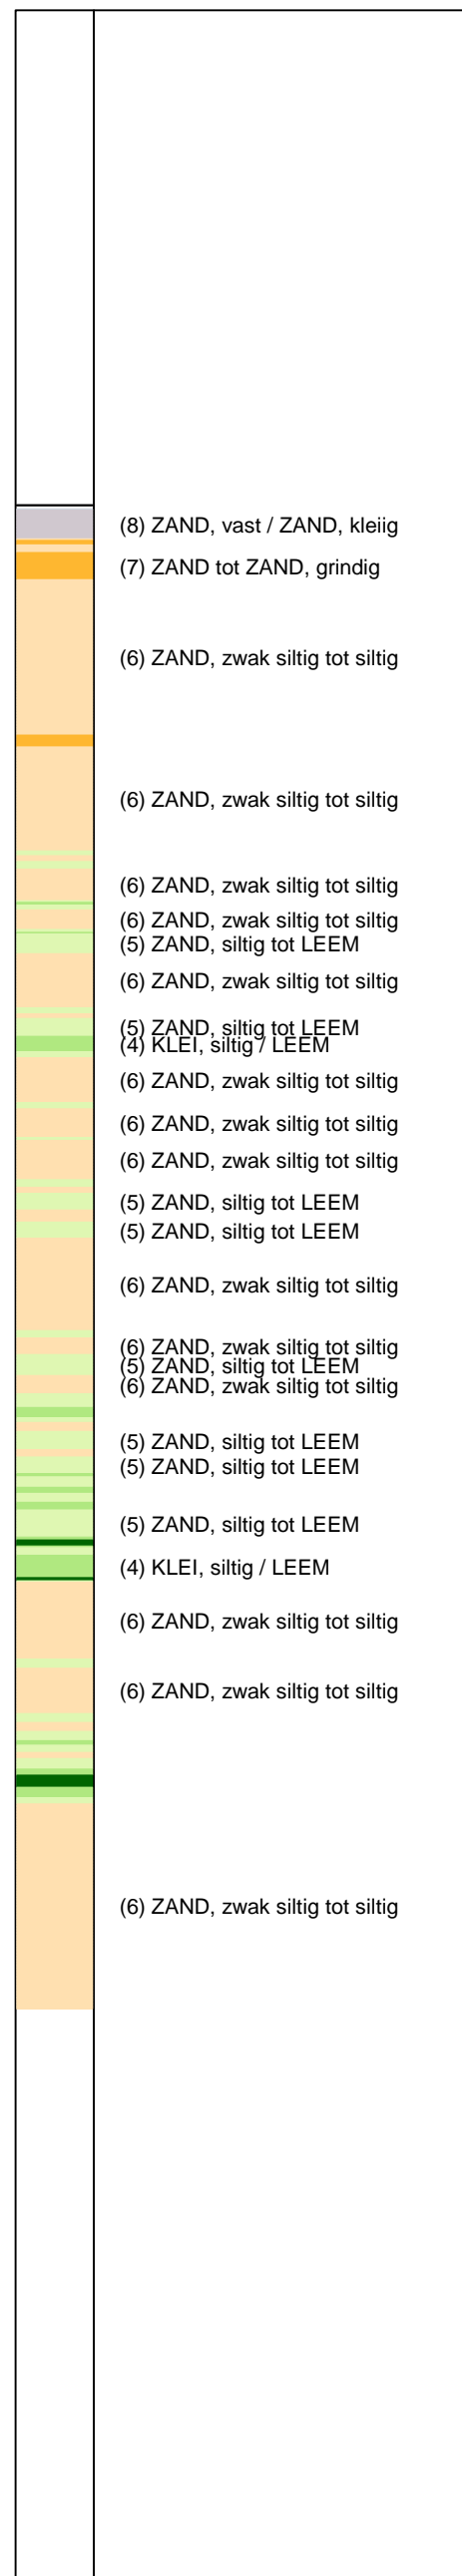 (8) ZAND, vast / ZAND, kleiig
(7) ZAND tot ZAND, grindig
(6) ZAND, zwak siltig tot siltig
(6) ZAND, zwak siltig tot siltig
(6) ZAND, zwak siltig tot siltig
(6) ZAND, zwak siltig tot siltig
(5) ZAND, siltig tot LEEM
(6) ZAND, zwak siltig tot siltig
(5) ZAND, siltig tot LEEM
(4) KLEI, siltig / LEEM
(6) ZAND, zwak siltig tot siltig
(6) ZAND, zwak siltig tot siltig
(6) ZAND, zwak siltig tot siltig
(5) ZAND, siltig tot LEEM
(5) ZAND, siltig tot LEEM
(6) ZAND, zwak siltig tot siltig
(6) ZAND, zwak siltig tot siltig
(5) ZAND, siltig tot LEEM
(6) ZAND, zwak siltig tot siltig
(5) ZAND, siltig tot LEEM
(5) ZAND, siltig tot LEEM
(5) ZAND, siltig tot LEEM
(4) KLEI, siltig / LEEM
(6) ZAND, zwak siltig tot siltig
(6) ZAND, zwak siltig tot siltig
(6) ZAND, zwak siltig tot siltig